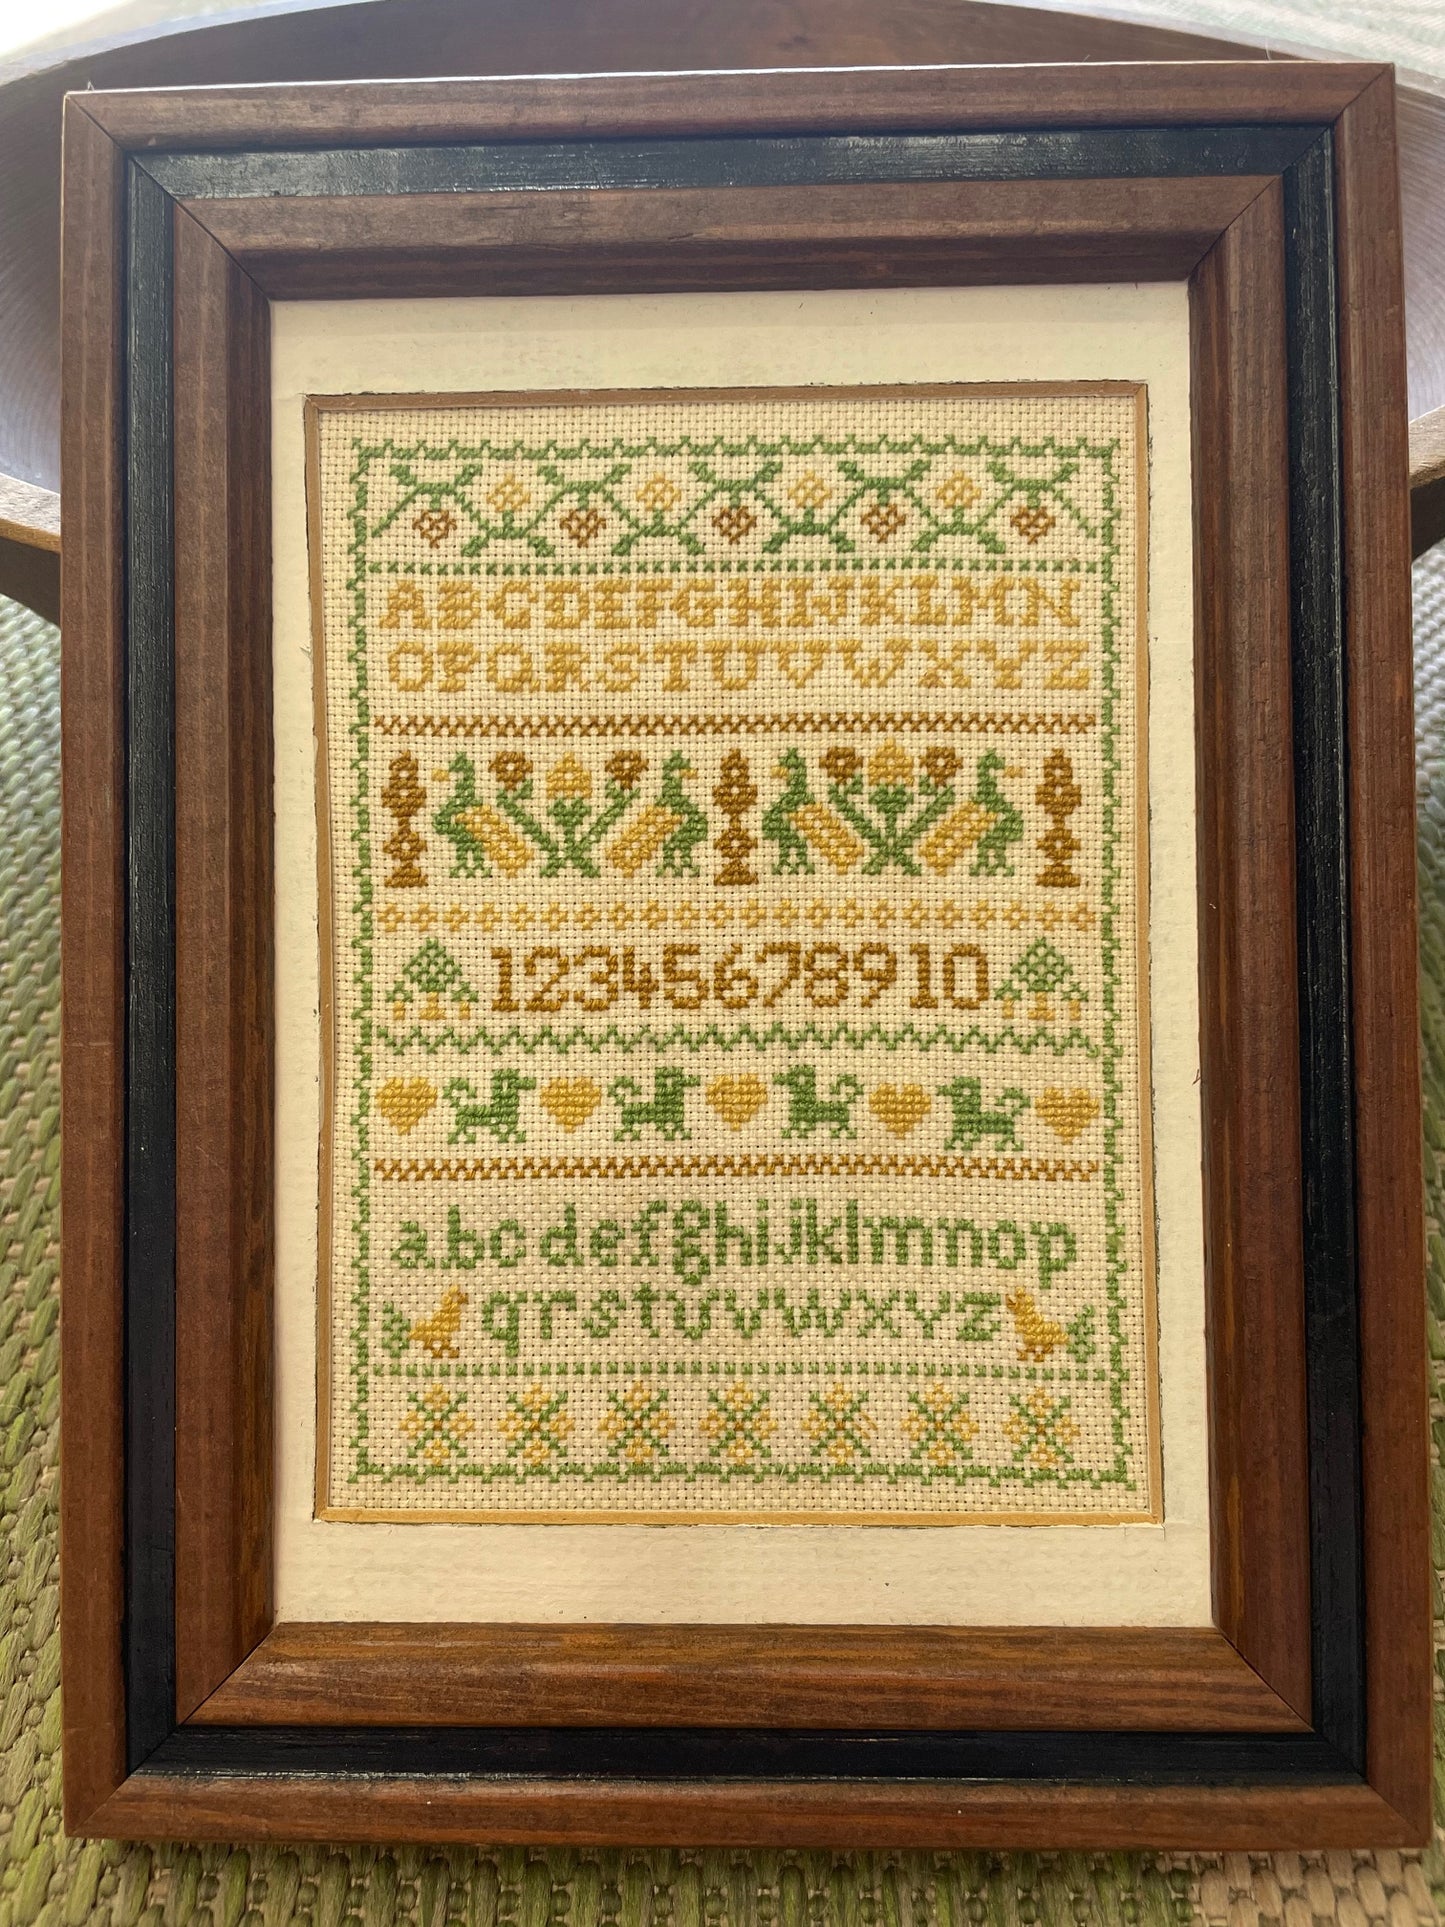 ABCDEFGHIJKLMN
OPQRSTUVWXYZ
12345678910
abcdefghijklmnop
qrstuvwxyz